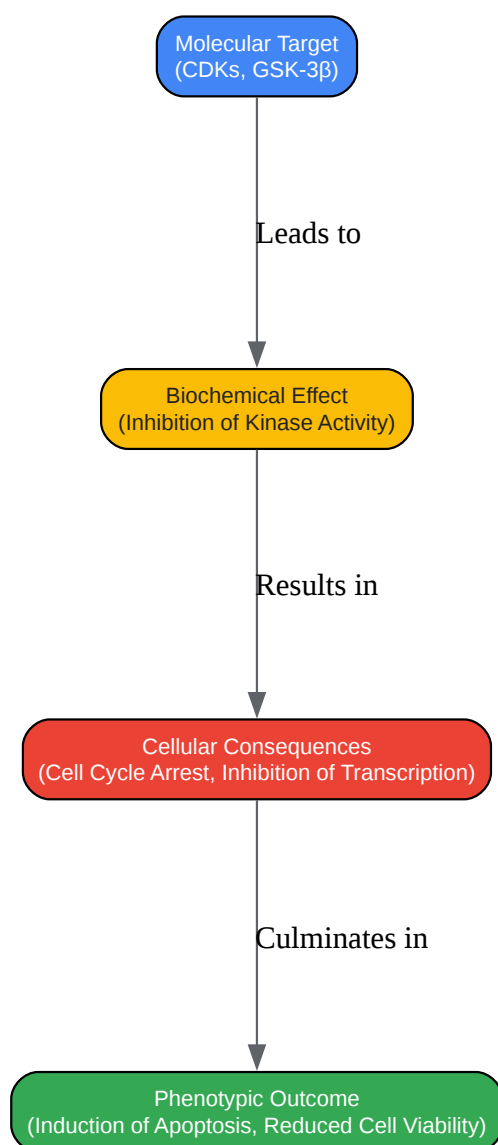 Molecular Target
(CDKs, GSK-3β)
Leads to
Biochemical Effect
(Inhibition of Kinase Activity)
Results in
Cellular Consequences
(Cell Cycle Arrest, Inhibition of Transcription)
Culminates in
Phenotypic Outcome
(Induction of Apoptosis, Reduced Cell Viability)